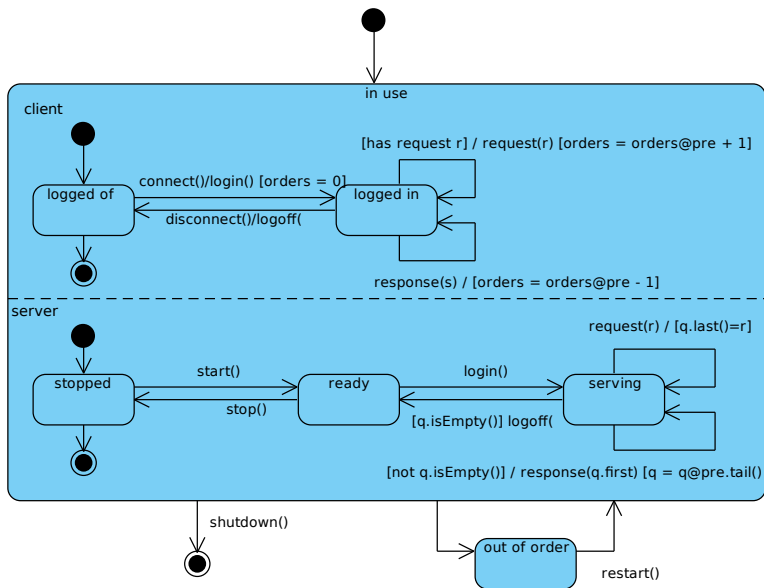 in use
client
[has request r] / request(r) [orders = orders@pre + 1]
logged of
connect()/login() [orders = 0]
logged in
disconnect()/logoff(
response(s) / [orders = orders@pre - 1]
server
request(r) / [q.last()=r]
stopped
start()
ready
login()
serving
stop()
[q.isEmpty()] logoff(
[not q.isEmpty()] / response(q.first) [q = q@pre.tail()
shutdown()
out of order
restart()